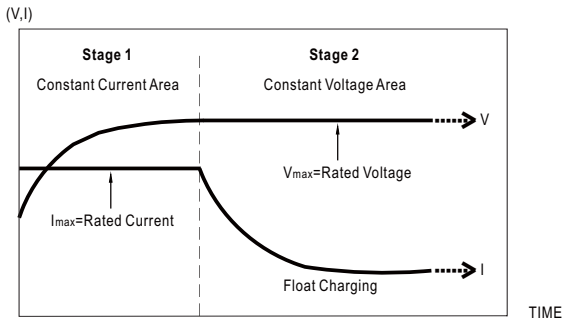 (V,I)
Stage 1
Constant Current Area
Stage 2
Constant Voltage Area
V
Vmax=Rated Voltage
Imax=Rated Current
I
Float Charging
TIME